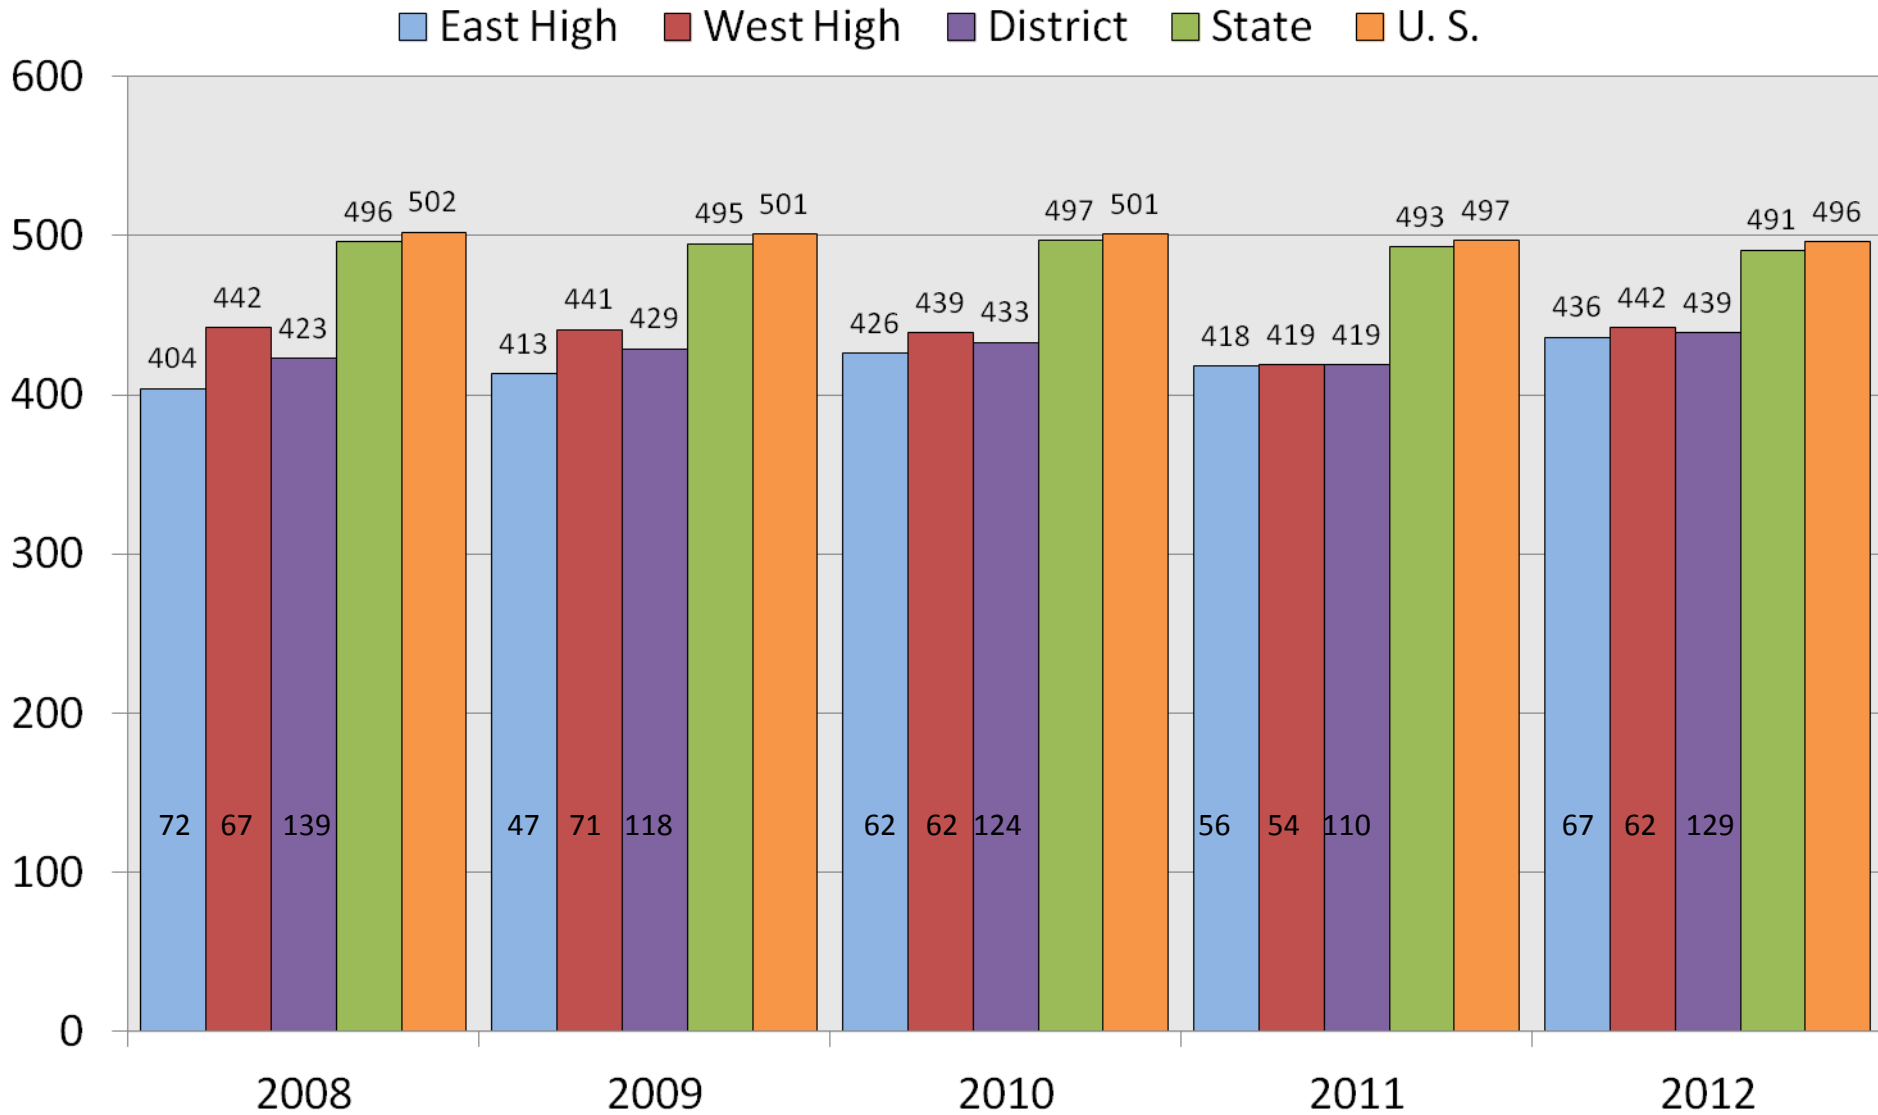 East High West High District State U. S.
600
500
400
300
200
100
0
404 442 423 496 502
413 441 429 495 501
426 439 433 497 501
418 419 419 493 497
436 442 439 491 496
72 67 139 47 71 118 62 62 124 56 54 110 67 62 129
2008 2009 2010 2011 2012